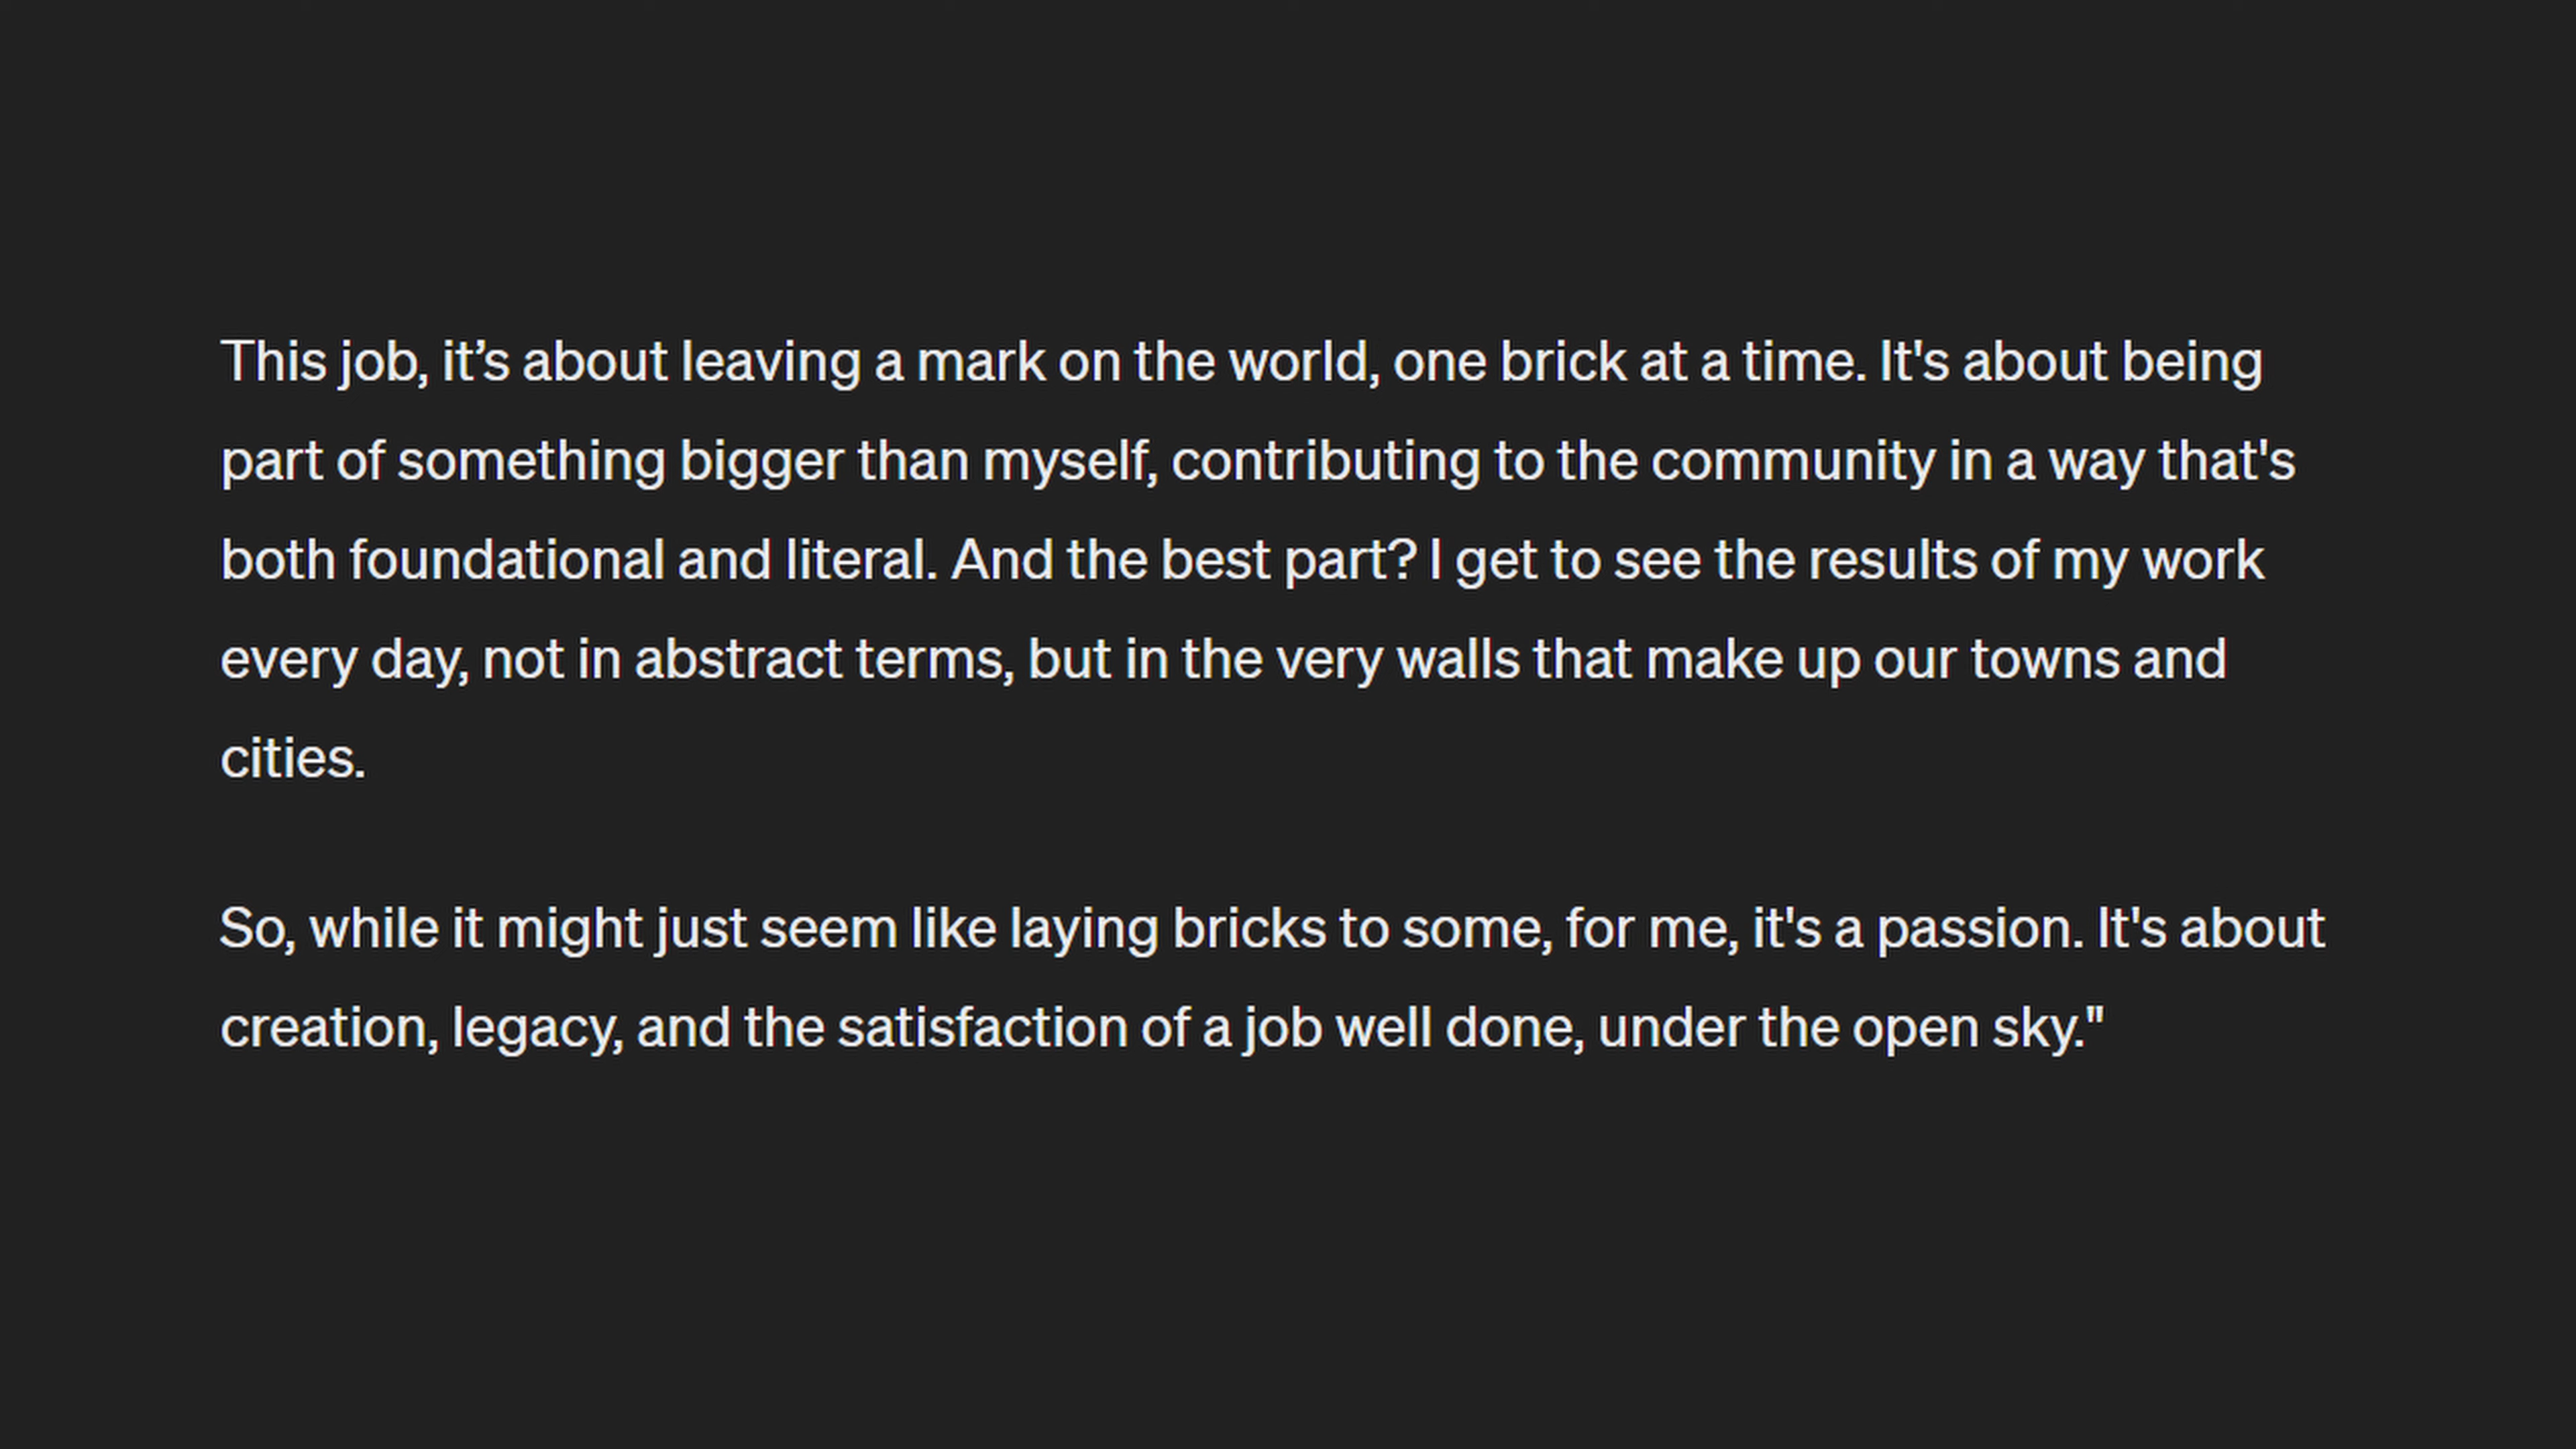 This job, it’s about leaving a mark on the world, one brick at a time. It's about being
part of something bigger than myself, contributing to the community in a way that's
both foundational and literal. And the best part? I get to see the results of my work
every day, not in abstract terms, but in the very walls that make up our towns and
cities.
So, while it might just seem like laying bricks to some, for me, it's a passion. It's about
creation, legacy, and the satisfaction of a job well done, under the open sky."